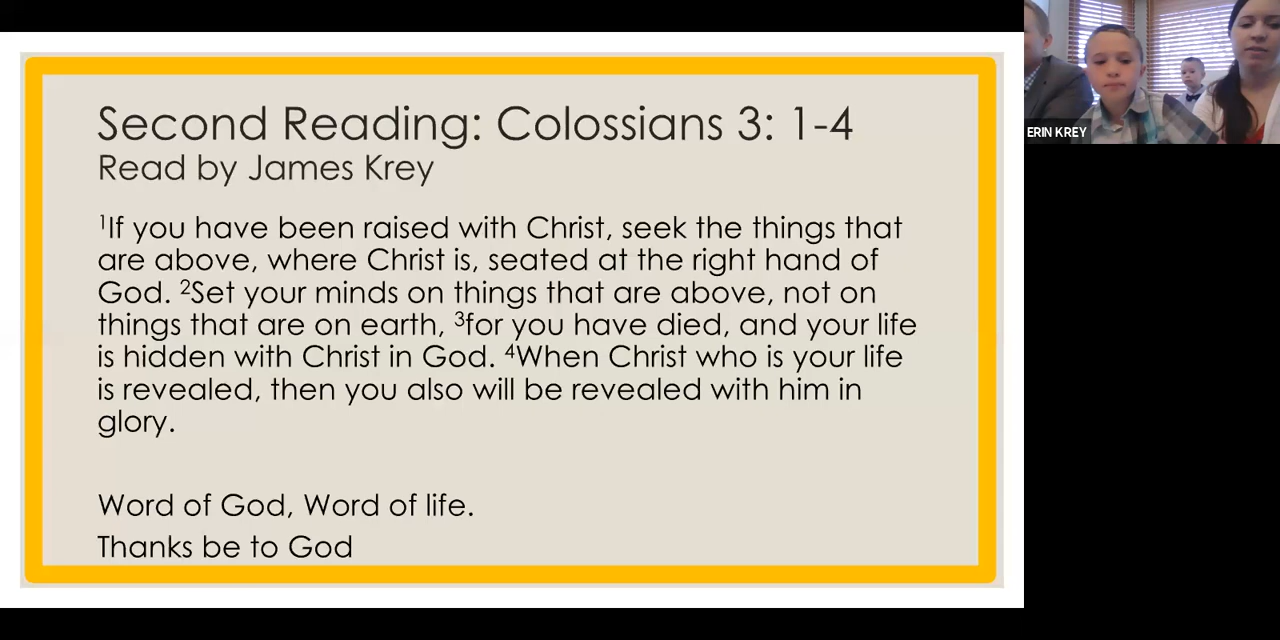 Second Reading: Colossians 3: 1-4
Read by James Krey
¹If you have been raised with Christ, seek the things that
are above, where Christ is, seated at the right hand of
God. ²Set your minds on things that are above, not on
things that are on earth, ³for you have died, and your life
is hidden with Christ in God. ⁴When Christ who is your life
is revealed, then you also will be revealed with him in
glory.
Word of God, Word of life.
Thanks be to God
ERIN KREY